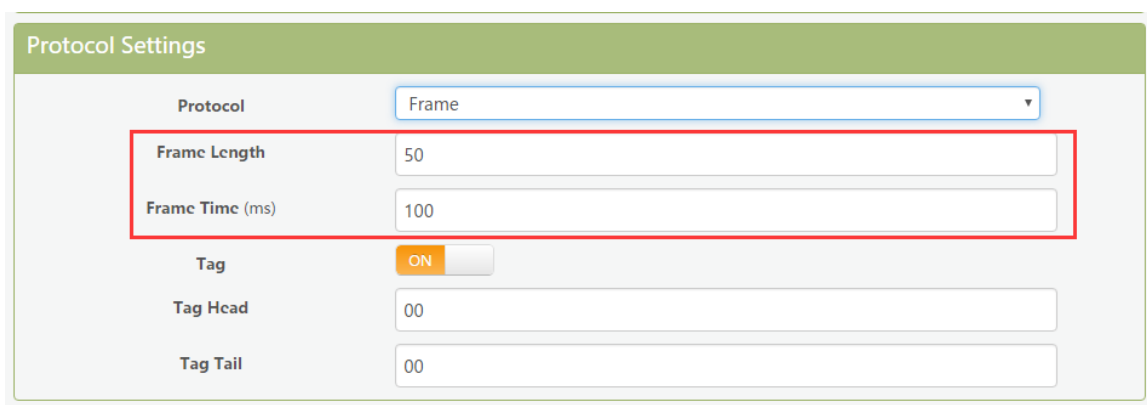 Protocol Settings
Protocol
Frame
Frame Length
50
Frame Time (ms)
100
Tag
ON
Tag Head
00
Tag Tail
00